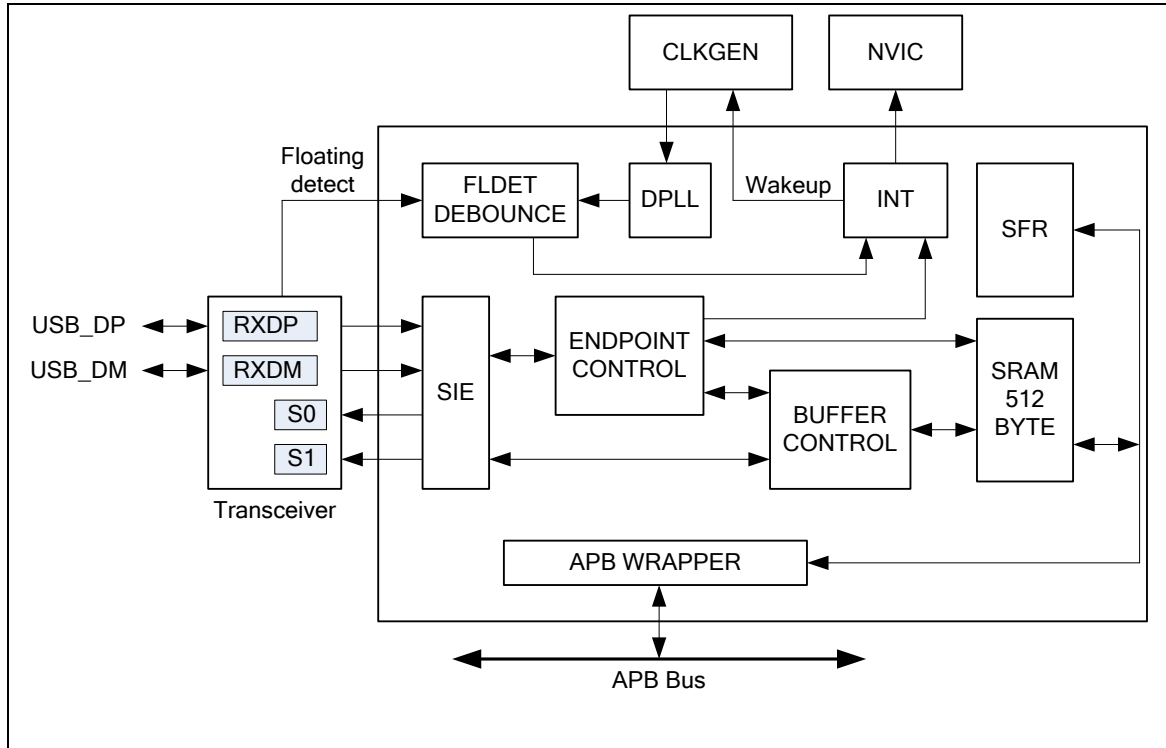 CLKGEN
NVIC
Floating
detect
FLDET
DEBOUNCE
DPLL
Wakeup
INT
SFR
USB_DP
RXDP
USB_DM
RXDM
S0
S1
Transceiver
SIE
ENDPOINT
CONTROL
BUFFER
CONTROL
SRAM
512
BYTE
APB WRAPPER
APB Bus